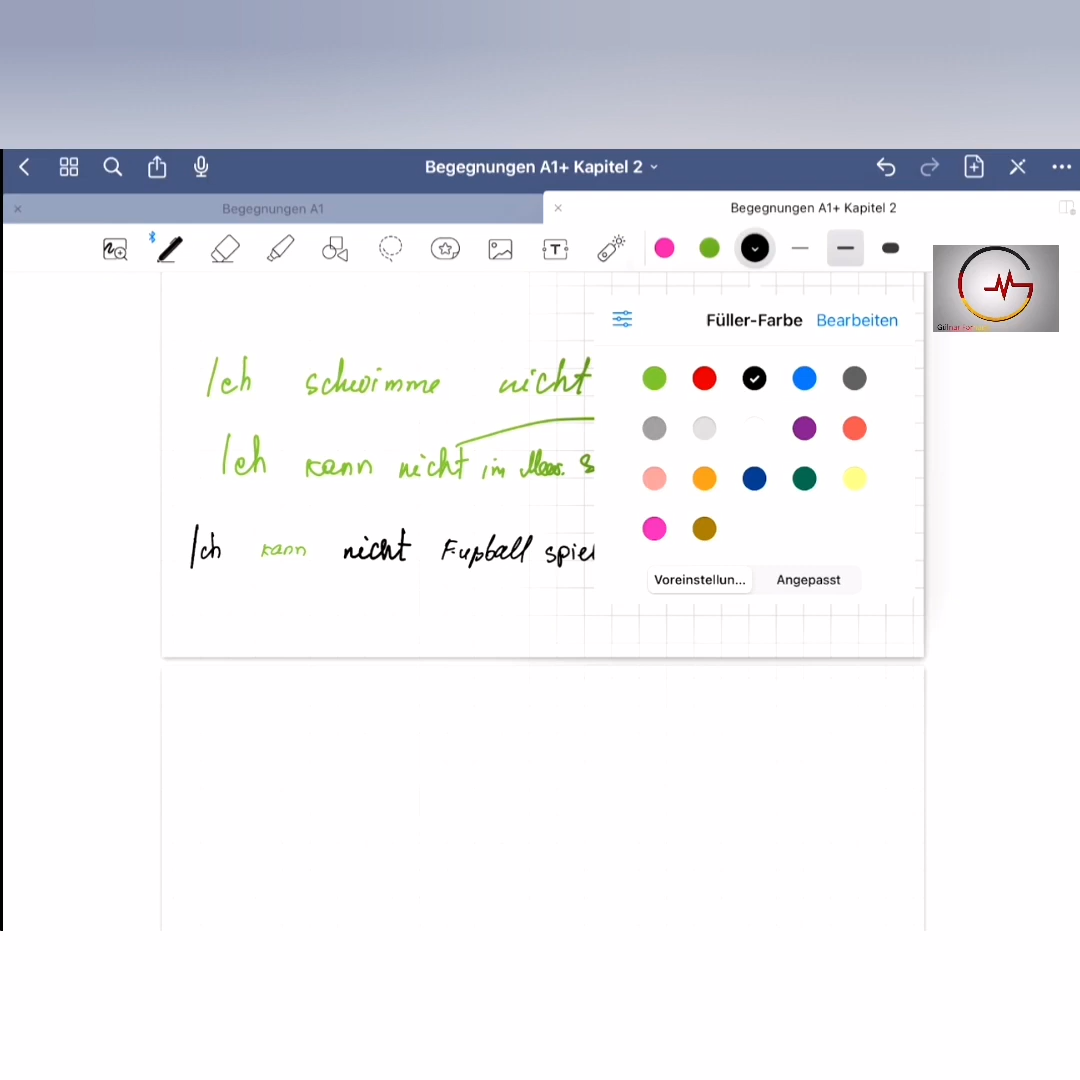 Begegnungen A1+ Kapitel 2
Begegnungen A1
Begegnungen A1+ Kapitel 2
T
Füller-Farbe Bearbeiten
Ich schwimme nicht
Ich kann nicht im
Ich kann nicht Fußball spiel
Voreinstellun... Angepasst